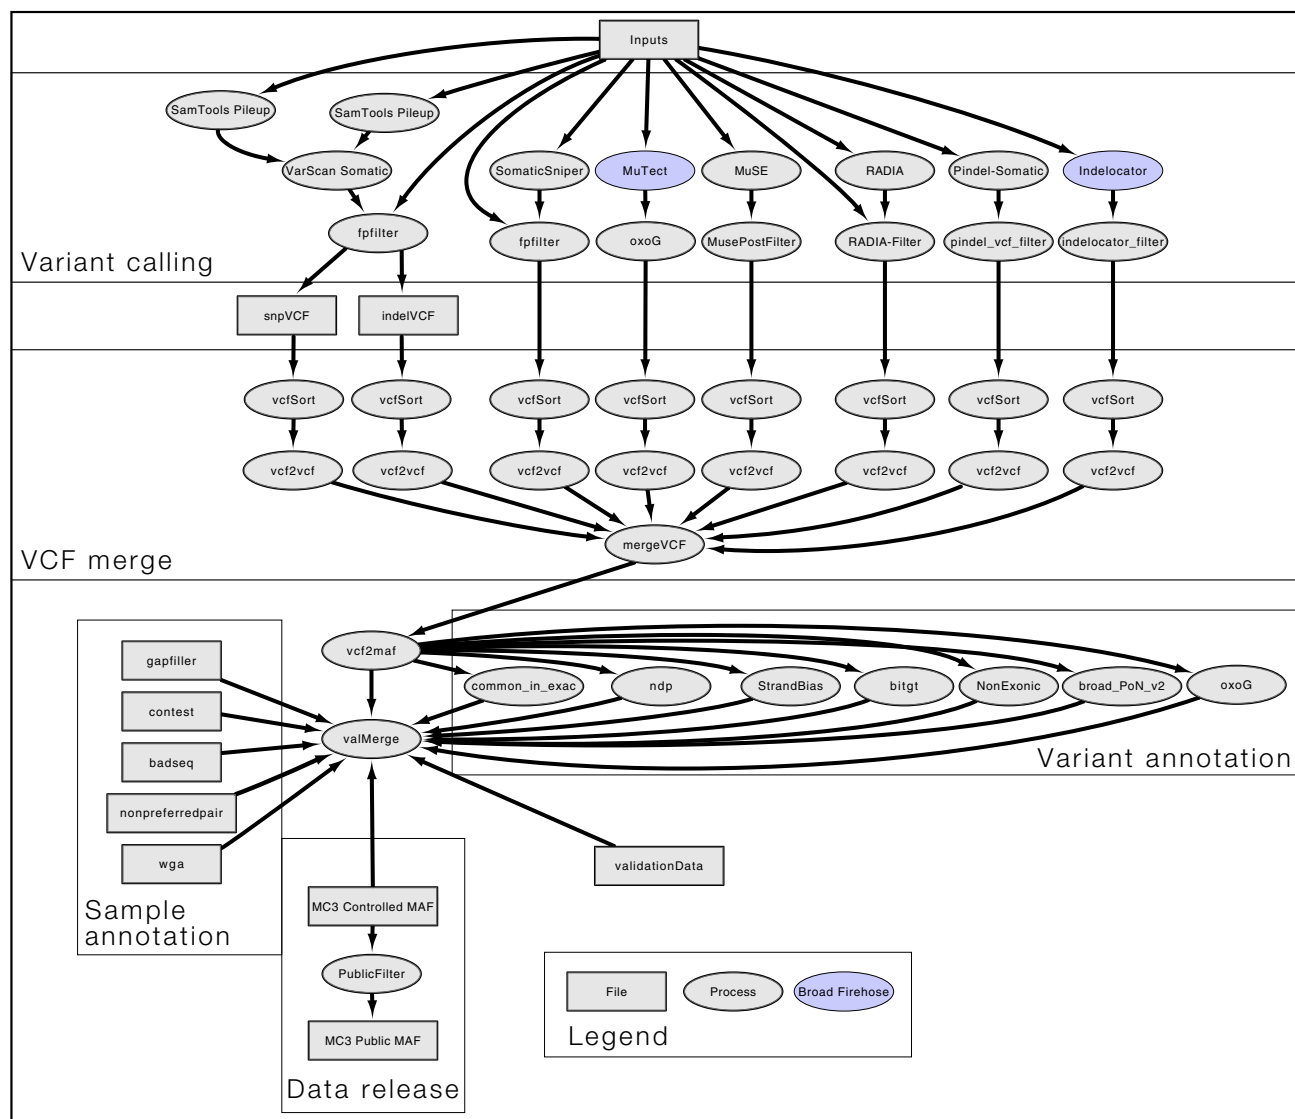 Inputs
SamTools Pileup
SamTools Pileup
VarScan Somatic
SomaticSniper
MuTect
MuSE
RADIA
Pindel-Somatic
Indelocator
fpfilter
fpfilter
oxoG
MusePostFilter
RADIA-Filter
pindel_vcf_filter
indelocator_filter
Variant calling
snpVCF
indelVCF
vcfSort
vcfSort
vcfSort
vcfSort
vcfSort
vcfSort
vcfSort
vcfSort
vcf2vcf
vcf2vcf
vcf2vcf
vcf2vcf
vcf2vcf
vcf2vcf
vcf2vcf
vcf2vcf
mergeVCF
VCF merge
vcf2maf
gapfiller
common_in_exac
ndp
StrandBias
bitgt
NonExonic
broad_PoN_v2
oxoG
contest
valMerge
badseq
Variant annotation
nonpreferredpair
wga
validationData
Sample
annotation
MC3 Controlled MAF
PublicFilter
MC3 Public MAF
Data release
File
Process
Broad Firehose
Legend